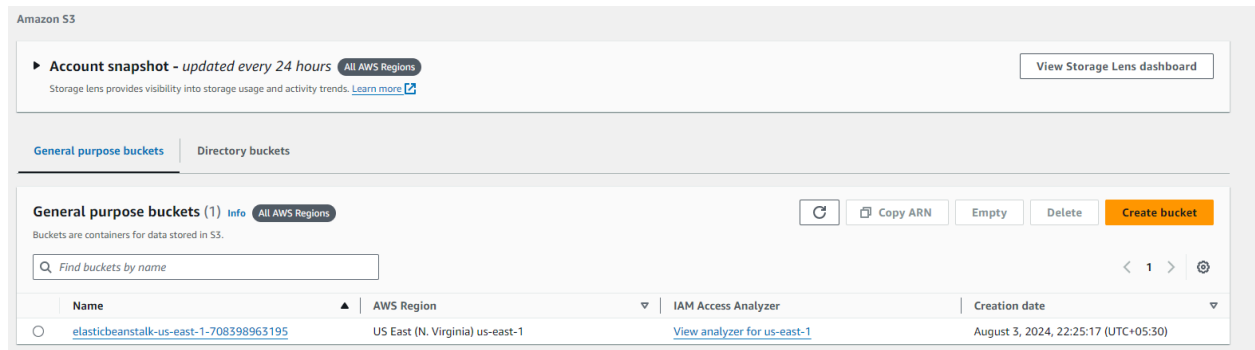 Amazon S3
Account snapshot - updated every 24 hours All AWS Regions
View Storage Lens dashboard
Storage lens provides visibility into storage usage and activity trends. Learn more
General purpose buckets Directory buckets
General purpose buckets (1) Info All AWS Regions
Copy ARN Empty Delete Create bucket
Buckets are containers for data stored in S3.
Find buckets by name
1
Name AWS Region IAM Access Analyzer Creation date
elasticbeanstalk-us-east-1-708398963195 US East (N. Virginia) us-east-1 View analyzer for us-east-1 August 3, 2024, 22:25:17 (UTC+05:30)